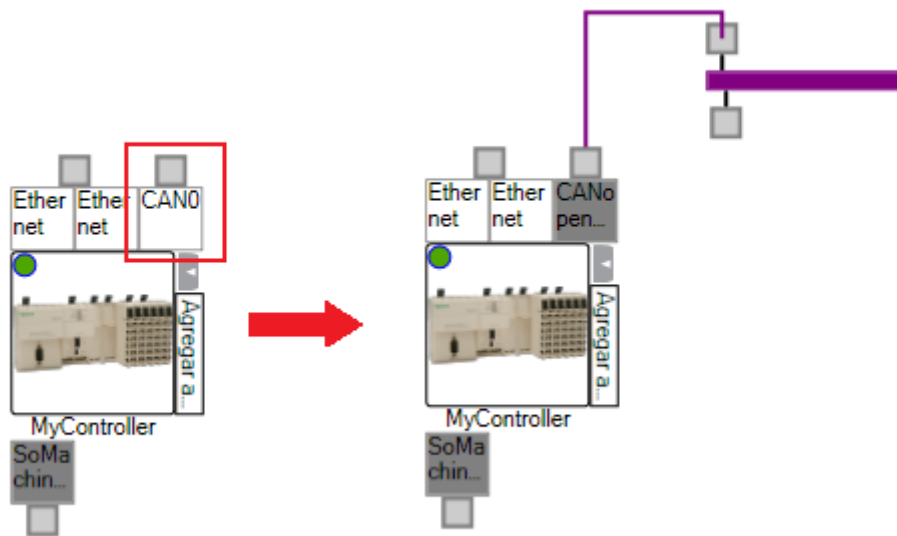 Ether
net
Ether
net
CAN0
Agregar a...
MyController
SoMa
chin...
Ether
net
Ether
net
CANo
pen...
Agregar a...
MyController
SoMa
chin...